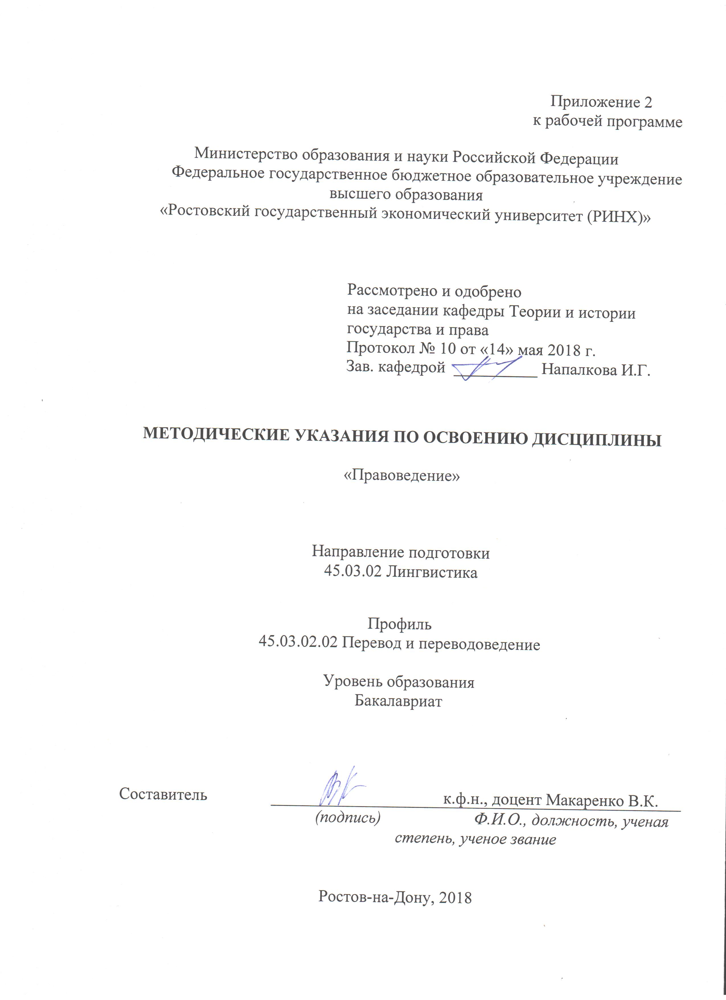 Приложение 2
к рабочей программе
Министерство образования и науки Российской Федерации
Федеральное государственное бюджетное образовательное учреждение
высшего образования
«Ростовский государственный экономический университет (РИНХ)»
Рассмотрено и одобрено
на заседании кафедры Теории и истории
государства и права
Протокол № 10 от «14» мая 2018 г.
Зав. кафедрой __________ Напалкова И.Г.
МЕТОДИЧЕСКИЕ УКАЗАНИЯ ПО ОСВОЕНИЮ ДИСЦИПЛИНЫ
«Правоведение»
Направление подготовки
45.03.02 Лингвистика
Профиль
45.03.02.02 Перевод и переводоведение
Уровень образования
Бакалавриат
Составитель к.ф.н., доцент Макаренко В.К.
(подпись) Ф.И.О., должность, ученая
степень, ученое звание
Ростов-на-Дону, 2018